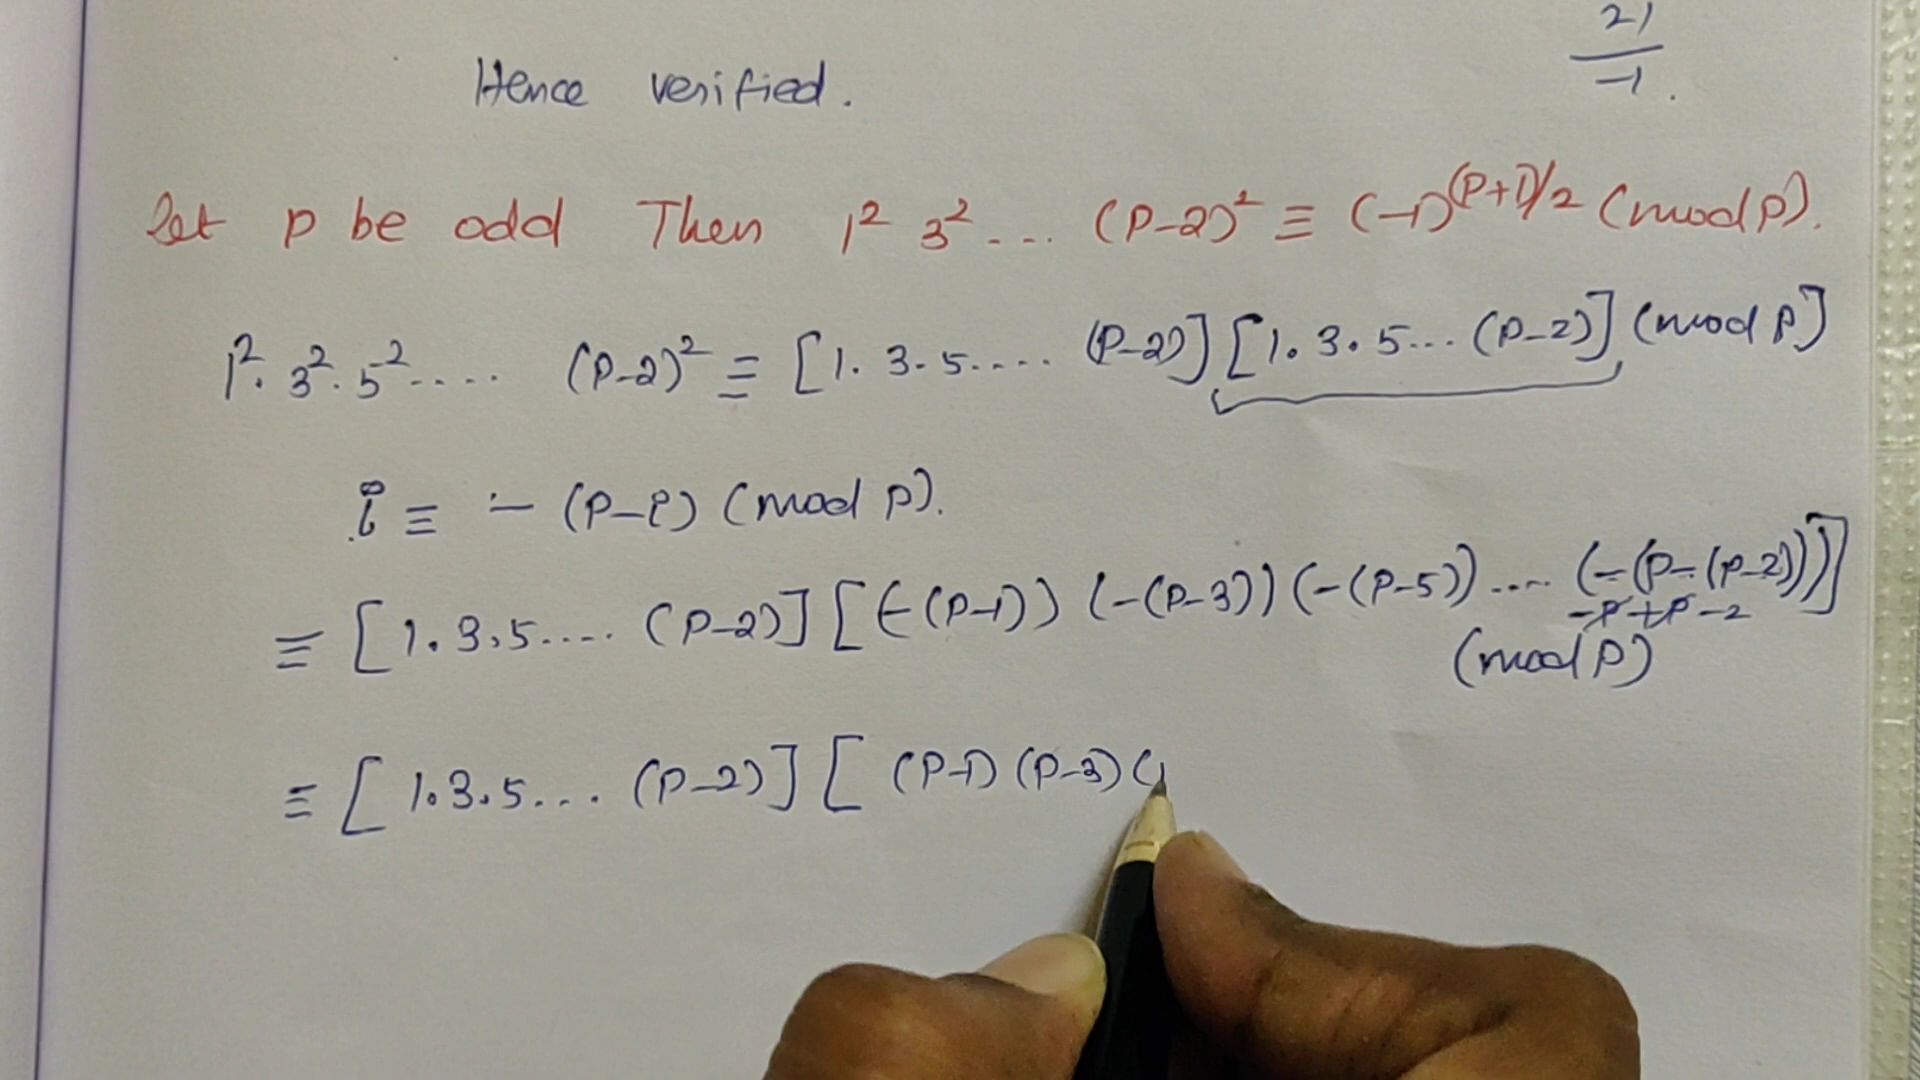 21
-1.
Hence verified.
Let p be odd Then 1² 3² ... (P-2)² ≡ (-1)^(P+1)/2 (mod p).
1². 3². 5² .... (P-2)² ≡ [1. 3. 5.... (P-2)] [1. 3. 5... (P-2)] (mod P]
i ≡ - (P-i) (mod p).
≡ [1. 3. 5.... (P-2)] [(-(P-1)) (-(P-3)) (-(P-5)) .... (-(P-(P-2)))]
-P+P-2
(mod P)
≡ [1. 3. 5... (P-2)] [(P-1) (P-3) (